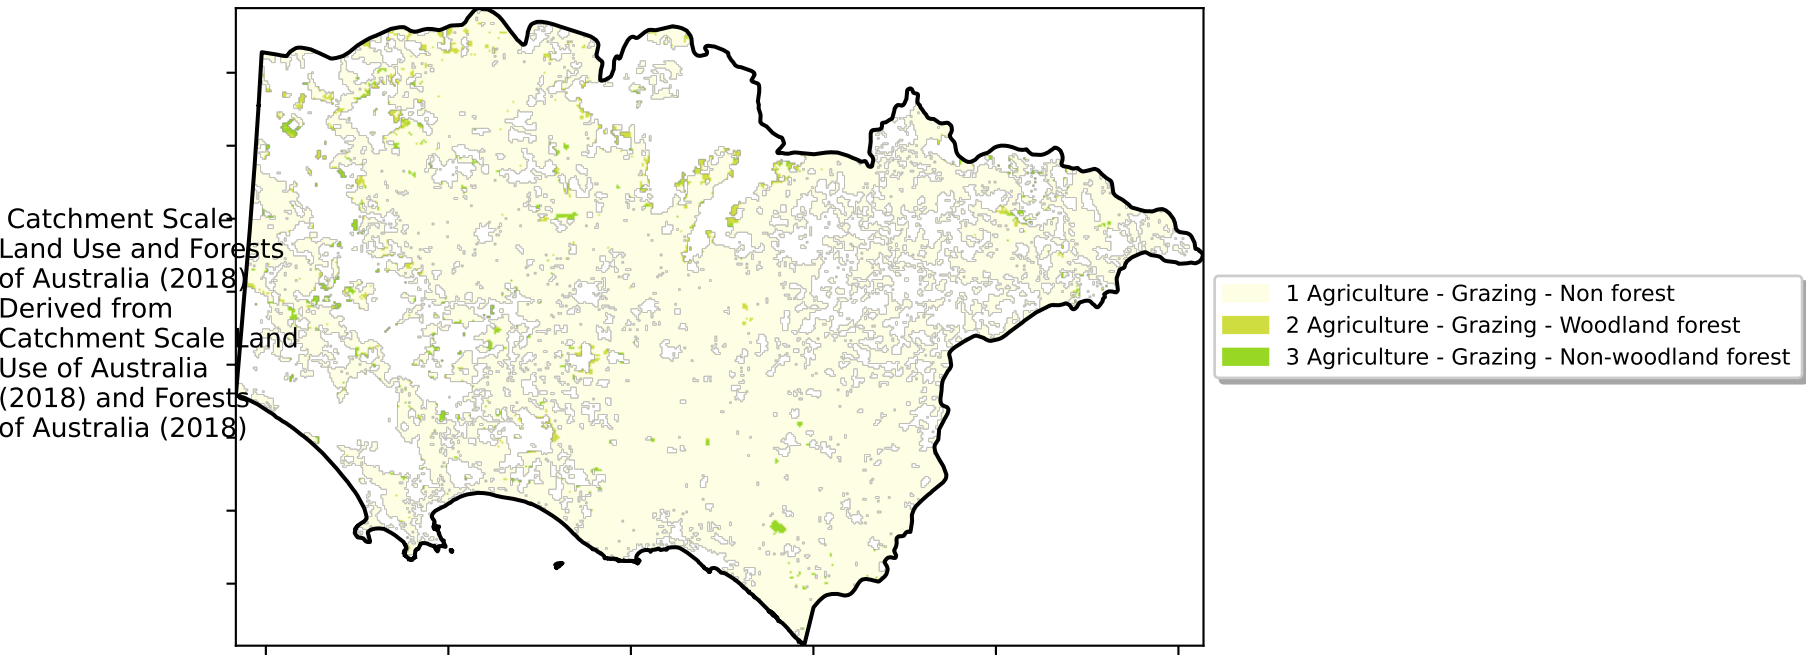 Catchment Scale
Land Use and Forests
of Australia (2018)
Derived from
Catchment Scale Land
Use of Australia
(2018) and Forests
of Australia (2018)
1 Agriculture - Grazing - Non forest
2 Agriculture - Grazing - Woodland forest
3 Agriculture - Grazing - Non-woodland forest